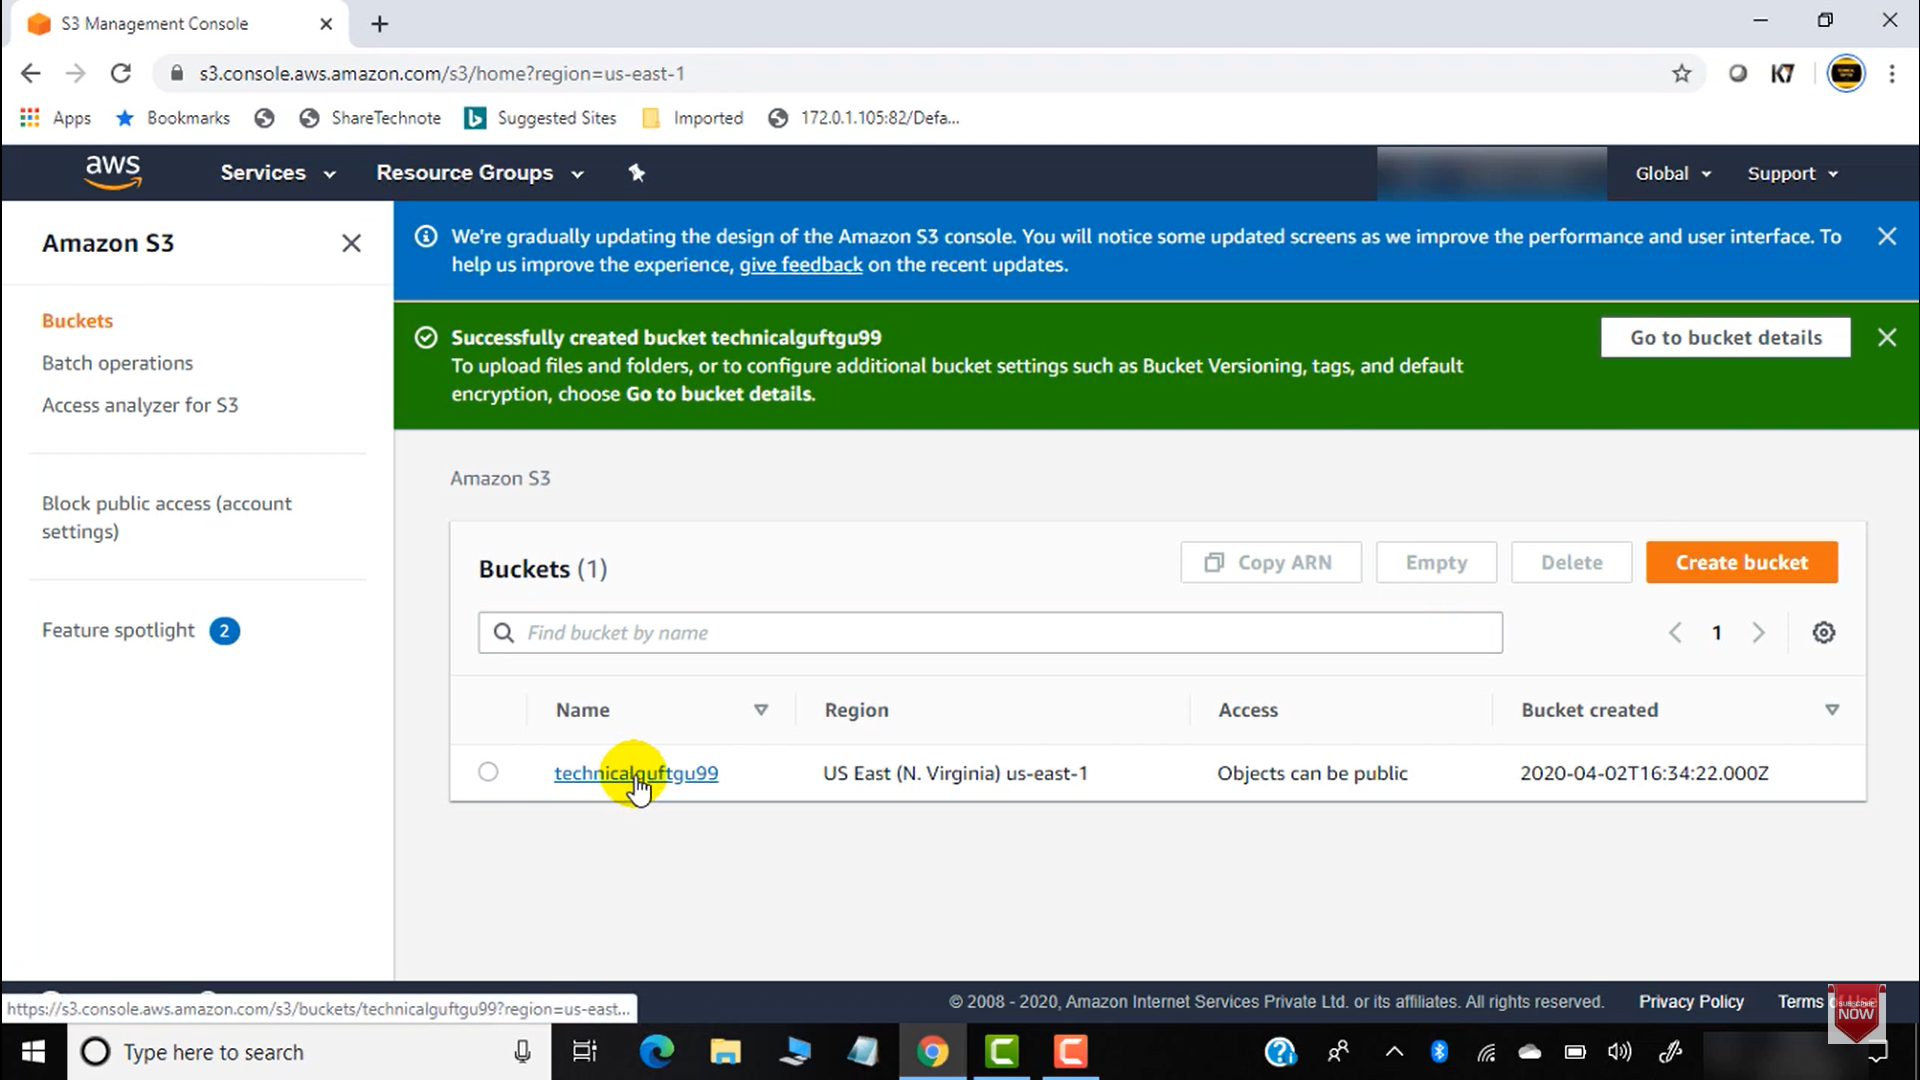 S3 Management Console
s3.console.aws.amazon.com/s3/home?region=us-east-1
K7
Apps
Bookmarks
ShareTechnote
Suggested Sites
Imported
172.0.1.105:82/Defa...
aws
Services
Resource Groups
Global
Support
Amazon S3
Buckets
Batch operations
Access analyzer for S3
Block public access (account
settings)
Feature spotlight 2
We're gradually updating the design of the Amazon S3 console. You will notice some updated screens as we improve the performance and user interface. To
help us improve the experience, give feedback on the recent updates.
Successfully created bucket technicalguftgu99
To upload files and folders, or to configure additional bucket settings such as Bucket Versioning, tags, and default
encryption, choose Go to bucket details.
Go to bucket details
Amazon S3
Buckets (1)
Copy ARN
Empty
Delete
Create bucket
Find bucket by name
1
Name
Region
Access
Bucket created
technicalguftgu99
US East (N. Virginia) us-east-1
Objects can be public
2020-04-02T16:34:22.000Z
https://s3.console.aws.amazon.com/s3/buckets/technicalguftgu99?region=us-east...
© 2008 - 2020, Amazon Internet Services Private Ltd. or its affiliates. All rights reserved.
Privacy Policy
Terms of Use
SUBSCRIBE
NOW
Type here to search